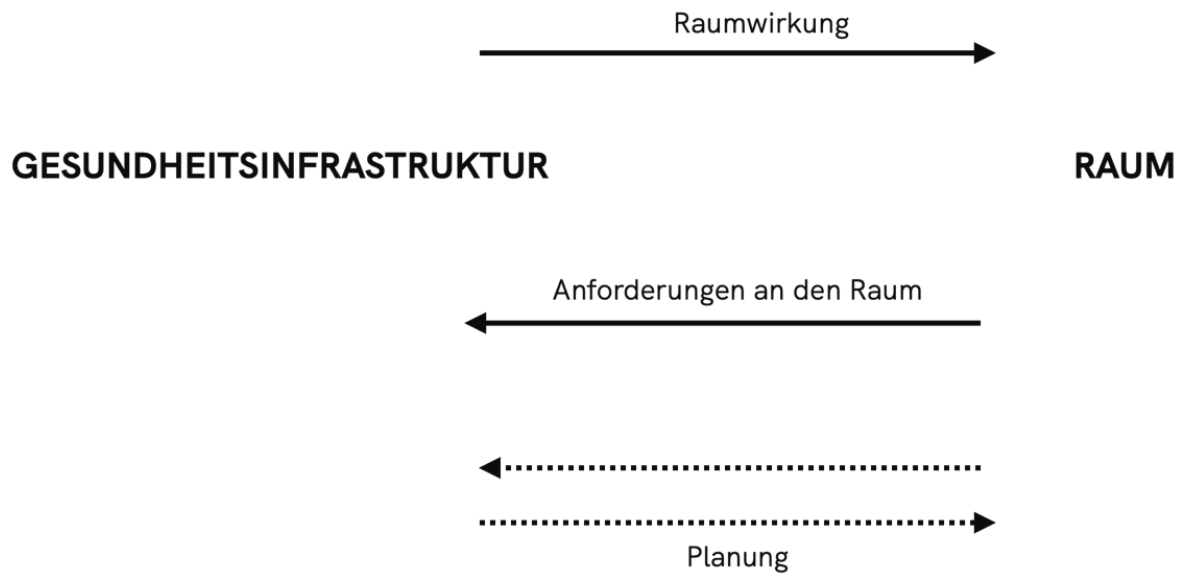 Raumwirkung
GESUNDHEITSINFRASTRUKTUR
RAUM
Anforderungen an den Raum
Planung